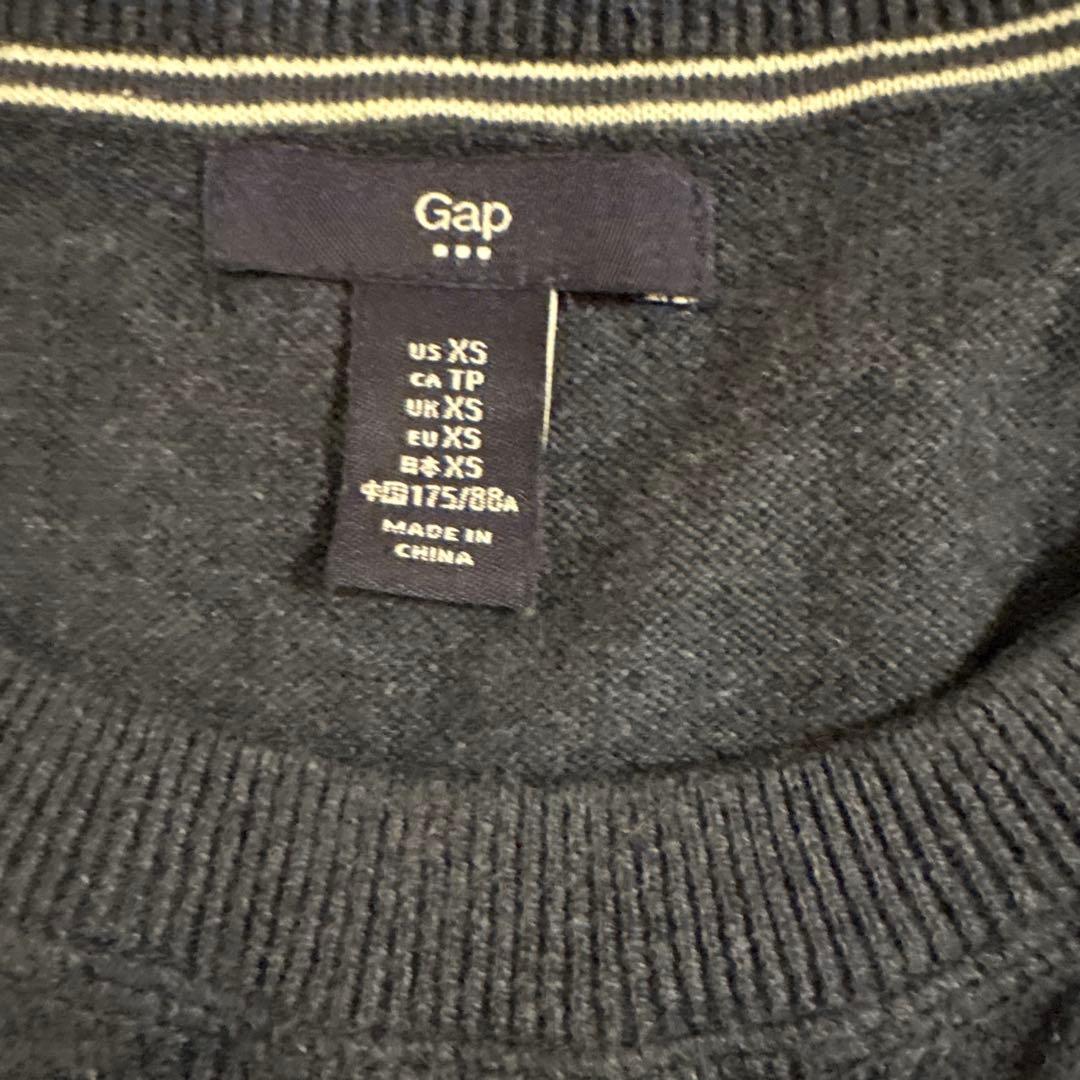 Gap
US XS
CA TP
UK XS
EU XS
日本 XS
中国 175/88A
MADE IN
CHINA